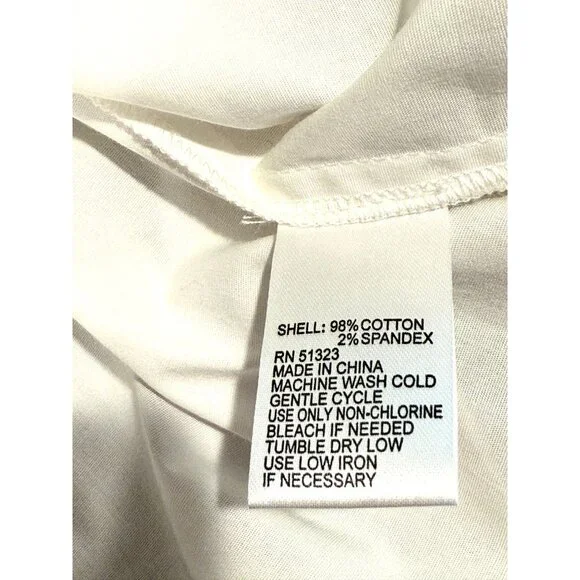 SHELL: 98% COTTON
2% SPANDEX
RN 51323
MADE IN CHINA
MACHINE WASH COLD
GENTLE CYCLE
USE ONLY NON-CHLORINE
BLEACH IF NEEDED
TUMBLE DRY LOW
USE LOW IRON
IF NECESSARY